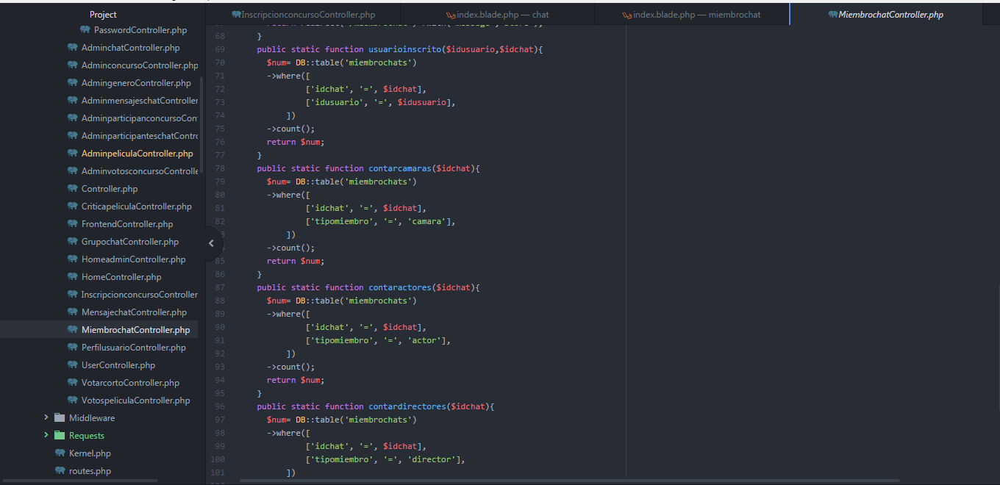 Project
PasswordController.php
AdminchatController.php
AdminconcursoController.php
AdmingeneroController.php
AdminmensajeschatController
AdminparticipanconcursoCon
AdminparticipanteschatContro
AdminpeliculaController.php
AdminvotosconcursoControlle
Controller.php
CriticapeliculaController.php
FrontendController.php
GrupochatController.php
HomeadminController.php
HomeController.php
InscripcionconcursoController
MensajechatController.php
MiembrochatController.php
PerfilusuarioController.php
UserController.php
VotarcortoController.php
VotospeliculaController.php
Middleware
Requests
Kernel.php
routes.php
InscripcionconcursoController.php
index.blade.php — chat
index.blade.php — miembrochat
MiembrochatController.php
68 }
69 public static function usuarioinscrito($idusuario,$idchat){
70 $num= DB::table('miembrochats')
71 ->where([
72 ['idchat', '=', $idchat],
73 ['idusuario', '=', $idusuario],
74 ])
75 ->count();
76 return $num;
77 }
78 public static function contarcamaras($idchat){
79 $num= DB::table('miembrochats')
80 ->where([
81 ['idchat', '=', $idchat],
82 ['tipomiembro', '=', 'camara'],
])
->count();
85 return $num;
86 }
87 public static function contaractores($idchat){
88 $num= DB::table('miembrochats')
89 ->where([
90 ['idchat', '=', $idchat],
91 ['tipomiembro', '=', 'actor'],
92 ])
93 ->count();
94 return $num;
95 }
96 public static function contardirectores($idchat){
97 $num= DB::table('miembrochats')
98 ->where([
99 ['idchat', '=', $idchat],
100 ['tipomiembro', '=', 'director'],
101 ])